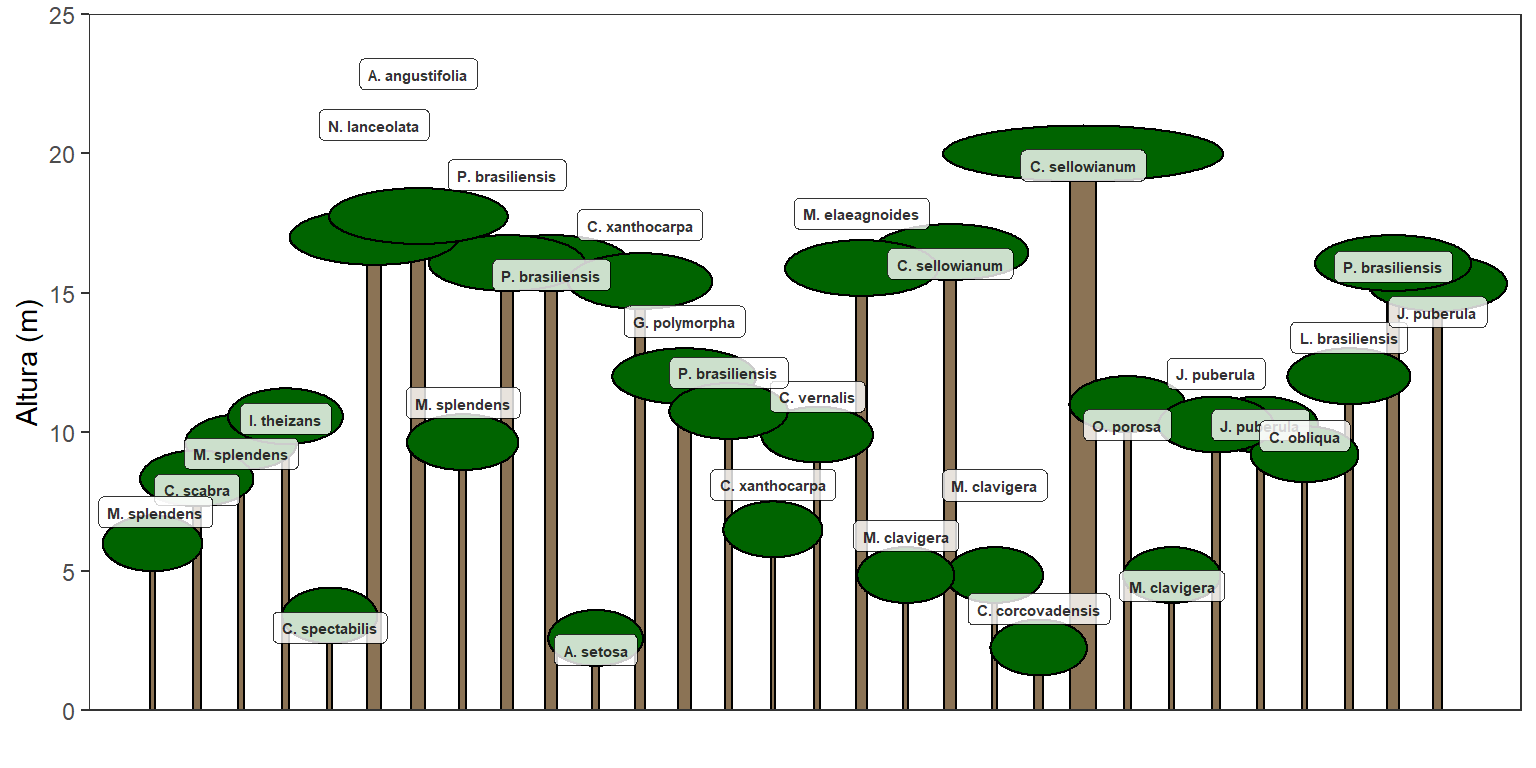 25
A. angustifolia
N. lanceolata
20
P. brasiliensis
C. sellowianum
M. elaeagnoides
C. xanthocarpa
C. sellowianum
P. brasiliensis
P. brasiliensis
15
J. puberula
G. polymorpha
L. brasiliensis
P. brasiliensis
J. puberula
C. vernalis
M. splendens
I. theizans
10
O. porosa
J. puberula
C. obliqua
M. splendens
C. scabra
C. xanthocarpa
M. clavigera
M. splendens
M. clavigera
5
M. clavigera
C. corcovadensis
C. spectabilis
A. setosa
0
Altura (m)